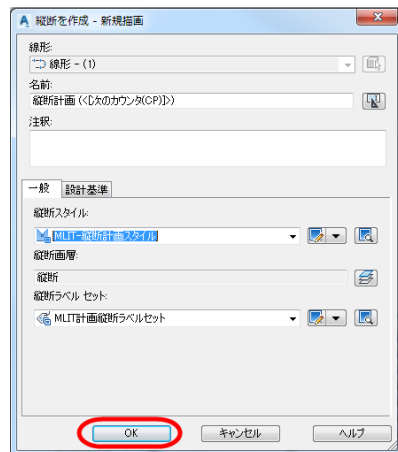 縦断を作成 - 新規描画
線形:
線形 - (1)
名前:
縦断計画 (<[次のカウンタ(CP)]>)
注釈:
一般 設計基準
縦断スタイル:
MLIT-縦断計画スタイル
縦断画層:
縦断
縦断ラベル セット:
MLIT計画縦断ラベルセット
OK キャンセル ヘルプ